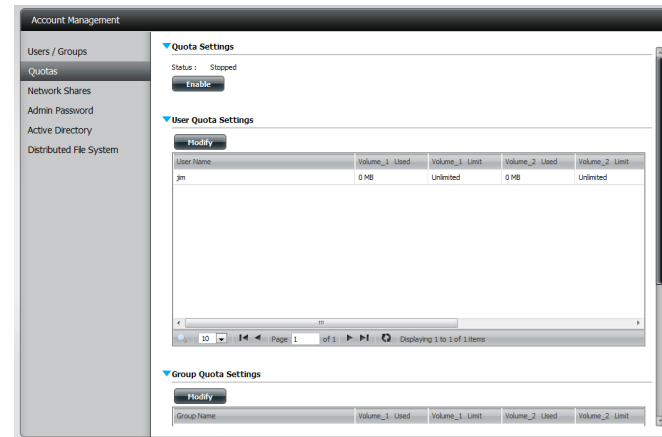 Account Management
Users / Groups
Quotas
Network Shares
Admin Password
Active Directory
Distributed File System
Quota Settings
Status : Stopped
Enable
User Quota Settings
Modify
User Name Volume_1 Used Volume_1 Limit Volume_2 Used Volume_2 Limit
jim 0 MB Unlimited 0 MB Unlimited
10 Page 1 of 1 Displaying 1 to 1 of 1 items
Group Quota Settings
Modify
Group Name Volume_1 Used Volume_1 Limit Volume_2 Used Volume_2 Limit